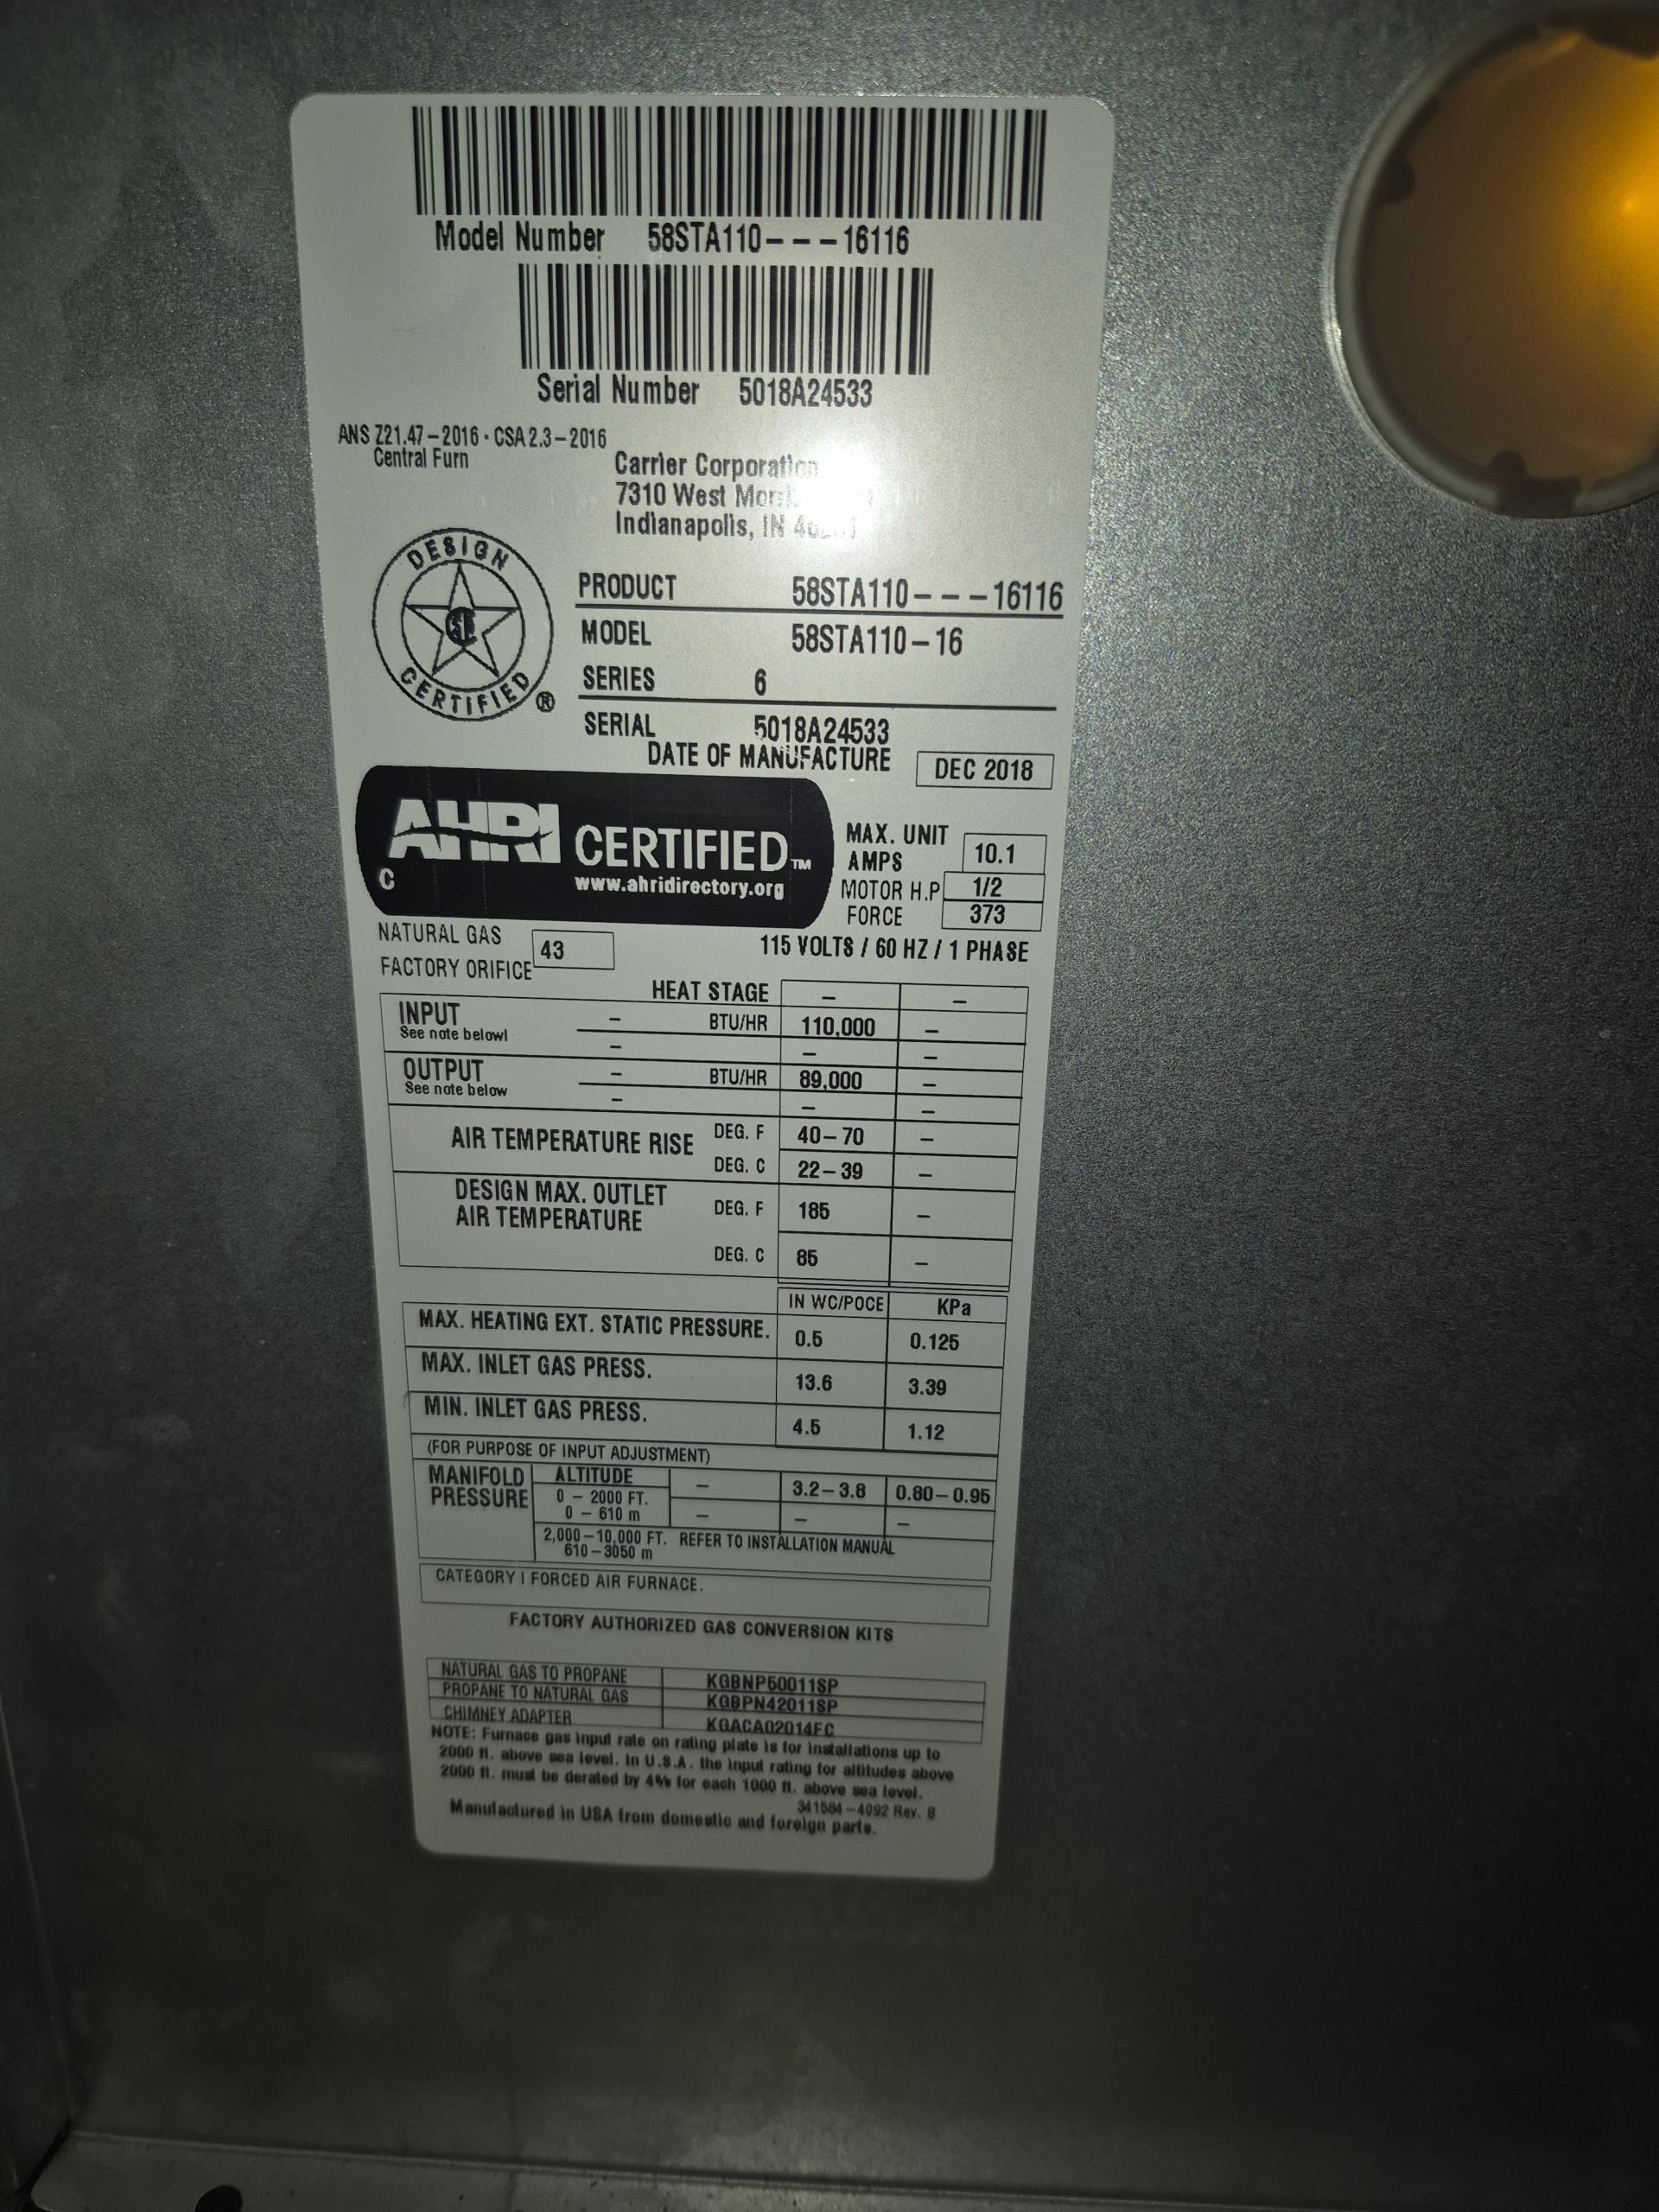 Model Number 58STA110---16116
Serial Number 5018A24533
ANS Z21.47-2016 · CSA 2.3-2016
Central Furn
Carrier Corporation
7310 West
Indianapolis, IN
DESIGN
CERTIFIED ®
PRODUCT 58STA110---16116
MODEL 58STA110-16
SERIES 6
SERIAL 5018A24533
DATE OF MANUFACTURE DEC 2018
AHRI CERTIFIED™
www.ahridirectory.org
C
MAX. UNIT
AMPS 10.1
MOTOR H.P 1/2
FORCE 373
NATURAL GAS
FACTORY ORIFICE 43
115 VOLTS / 60 HZ / 1 PHASE
HEAT STAGE - -
INPUT - BTU/HR 110,000 -
See note belowl
- - -
OUTPUT - BTU/HR 89,000 -
See note below
- - -
AIR TEMPERATURE RISE DEG. F 40-70 -
DEG. C 22-39 -
DESIGN MAX. OUTLET
AIR TEMPERATURE DEG. F 185 -
DEG. C 85 -
IN WC/POCE KPa
MAX. HEATING EXT. STATIC PRESSURE. 0.5 0.125
MAX. INLET GAS PRESS. 13.6 3.39
MIN. INLET GAS PRESS. 4.5 1.12
(FOR PURPOSE OF INPUT ADJUSTMENT)
MANIFOLD PRESSURE ALTITUDE - 3.2-3.8 0.80-0.95
0 - 2000 FT.
0 - 610 m - - -
2,000-10,000 FT. REFER TO INSTALLATION MANUAL
610-3050 m
CATEGORY I FORCED AIR FURNACE.
FACTORY AUTHORIZED GAS CONVERSION KITS
NATURAL GAS TO PROPANE KGBNP50011SP
PROPANE TO NATURAL GAS KGBPN42011SP
CHIMNEY ADAPTER KGACA02014FC
NOTE: Furnace gas input rate on rating plate is for installations up to
2000 ft. above sea level. In U.S.A. the input rating for altitudes above
2000 ft. must be derated by 4% for each 1000 ft. above sea level.
341584-4092 Rev. B
Manufactured in USA from domestic and foreign parts.